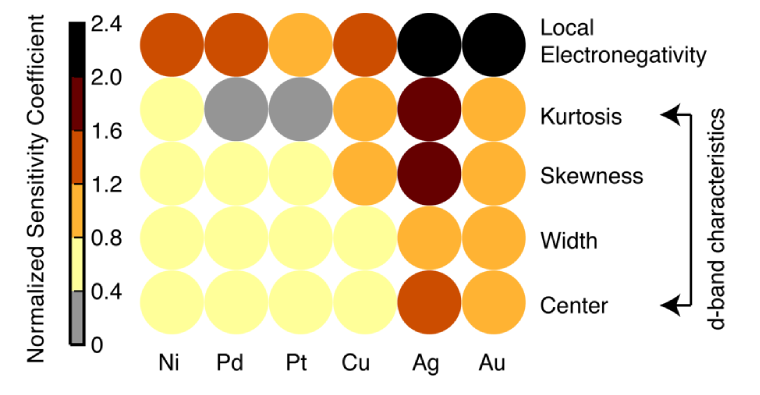 Normalized Sensitivity Coefficient
2.4
2.0
1.6
1.2
0.8
0.4
0
Local
Electronegativity
Kurtosis
Skewness
Width
Center
d-band characteristics
Ni Pd Pt Cu Ag Au